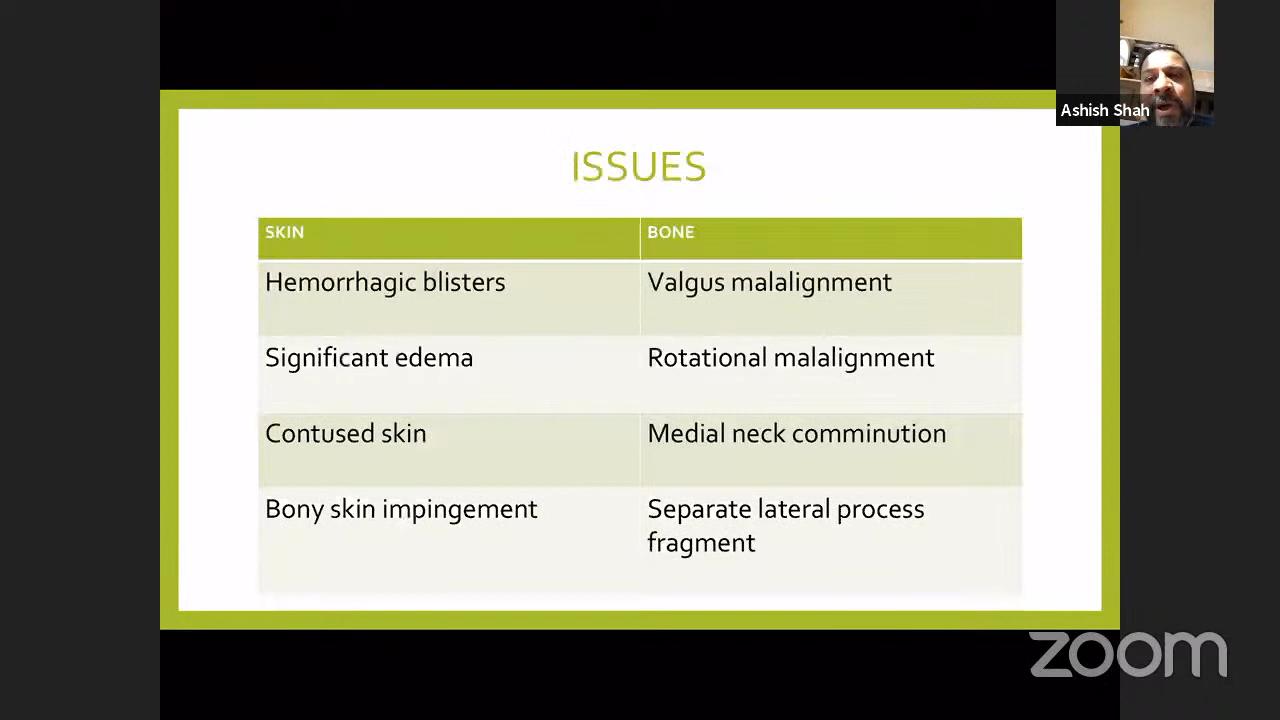 Ashish Shah
ISSUES
SKIN BONE
Hemorrhagic blisters Valgus malalignment
Significant edema Rotational malalignment
Contused skin Medial neck comminution
Bony skin impingement Separate lateral process
fragment
zoom